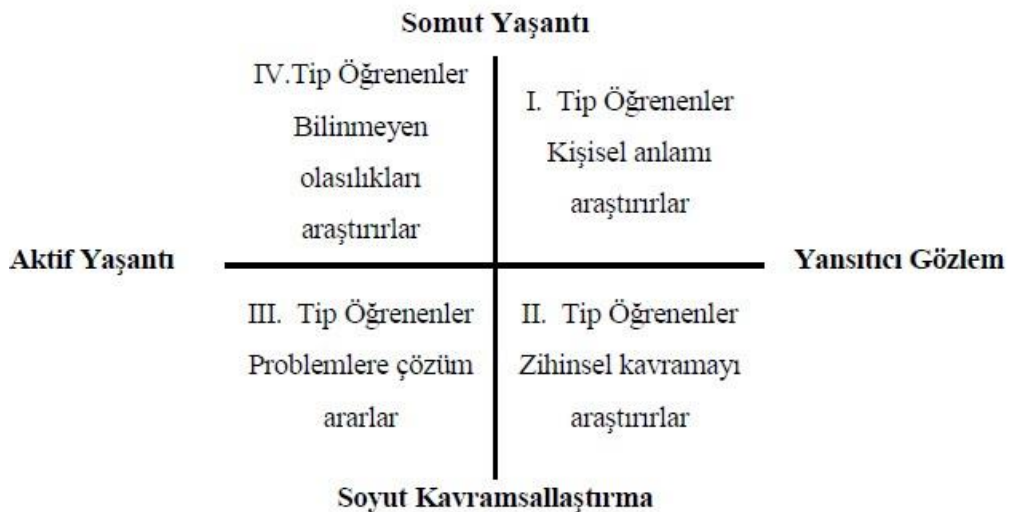 Somut Yaşantı
IV.Tip Öğrenenler
Bilinmeyen
olasılıkları
araştırırlar
I. Tip Öğrenenler
Kişisel anlamı
araştırırlar
Aktif Yaşantı
Yansıtıcı Gözlem
III. Tip Öğrenenler
Problemlere çözüm
ararlar
II. Tip Öğrenenler
Zihinsel kavramayı
araştırırlar
Soyut Kavramsallaştırma